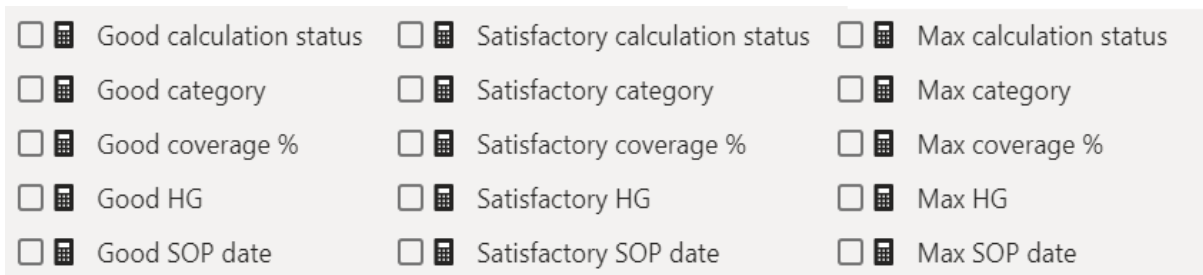 Good calculation status
Good category
Good coverage %
Good HG
Good SOP date
Satisfactory calculation status
Satisfactory category
Satisfactory coverage %
Satisfactory HG
Satisfactory SOP date
Max calculation status
Max category
Max coverage %
Max HG
Max SOP date